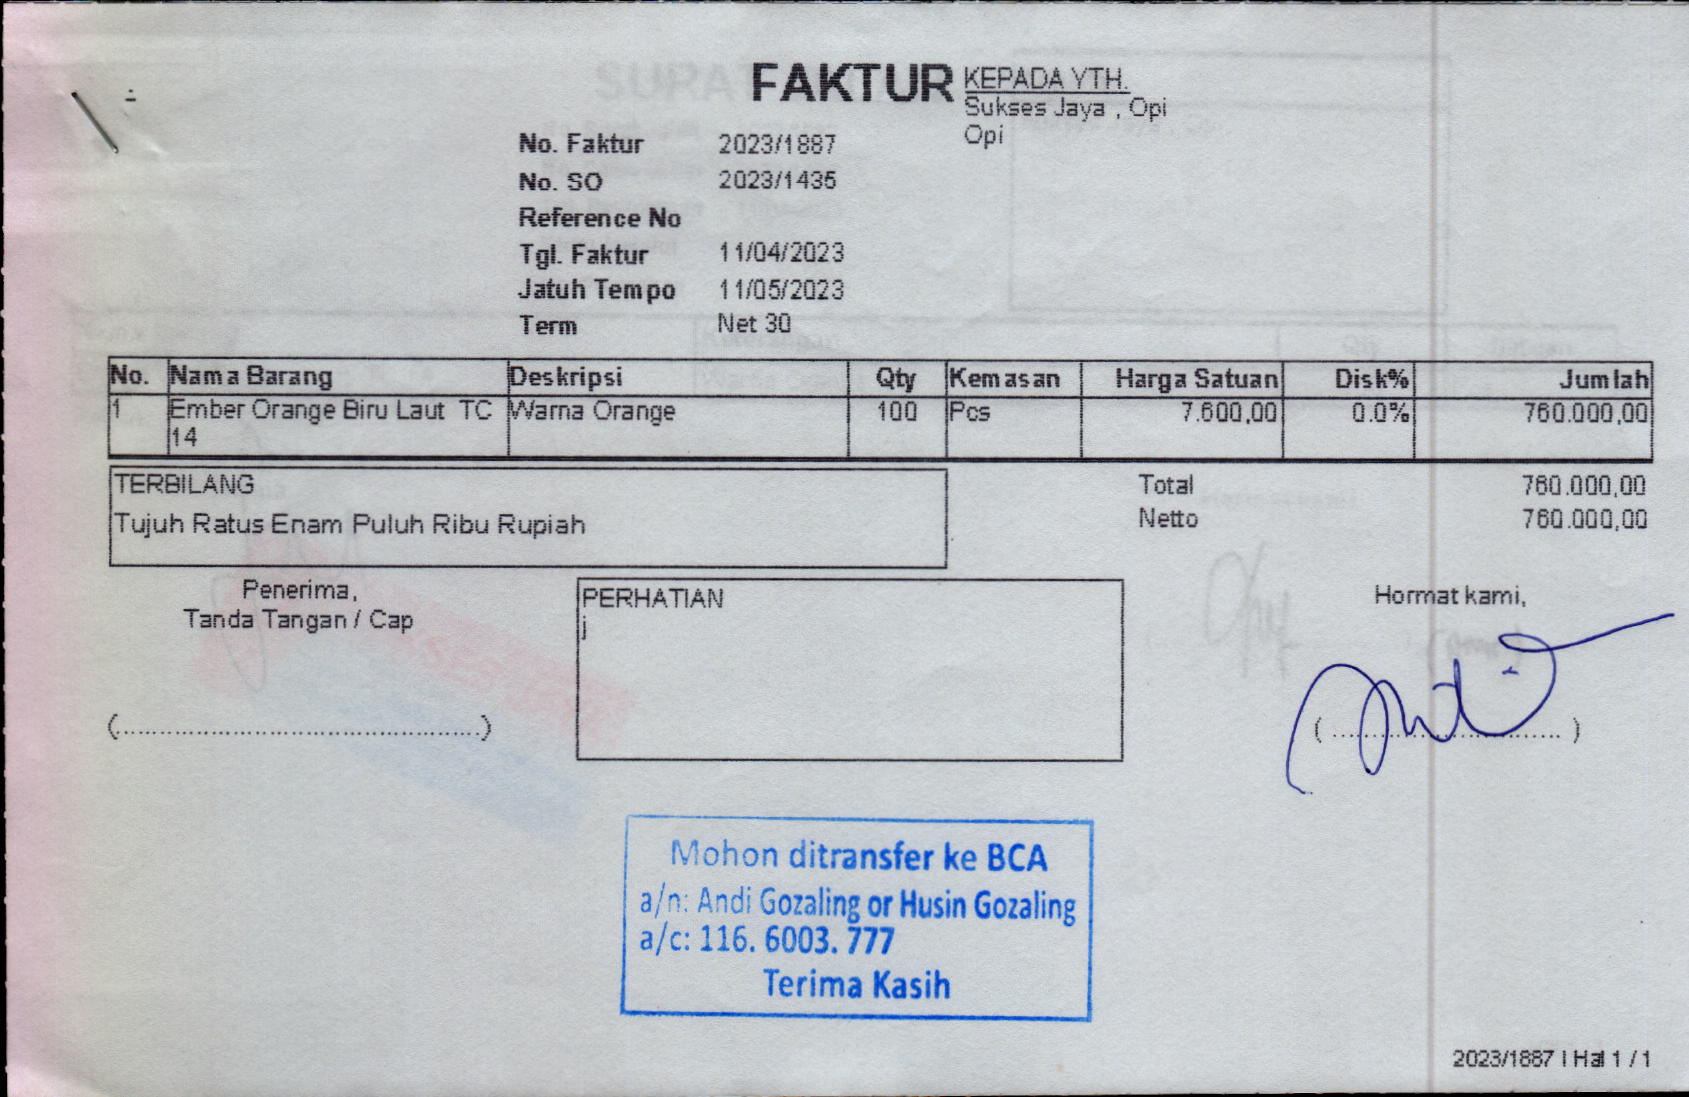 FAKTUR
KEPADA YTH.
Sukses Jaya , Opi
Opi
No. Faktur 2023/1887
No. SO 2023/1435
Reference No
Tgl. Faktur 11/04/2023
Jatuh Tempo 11/05/2023
Term Net 30
No. Nama Barang Deskripsi Qty Kemasan Harga Satuan Disk% Jumlah
1 Ember Orange Biru Laut TC Warna Orange 100 Pcs 7.600,00 0.0% 760.000,00
14
TERBILANG
Tujuh Ratus Enam Puluh Ribu Rupiah
Total 760.000,00
Netto 760.000,00
Penerima,
Tanda Tangan / Cap
(................................................)
PERHATIAN
j
Hormat kami,
( .............................. )
Mohon ditransfer ke BCA
a/n: Andi Gozaling or Husin Gozaling
a/c: 116. 6003. 777
Terima Kasih
2023/1887 | Hal 1 / 1